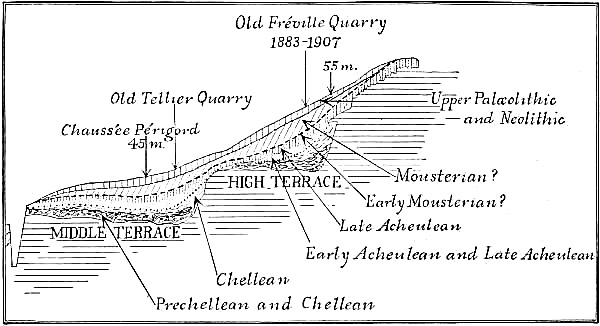 Old Fréville Quarry
1883-1907
55 m.
Old Tellier Quarry
Chaussée Périgord
45 m.
Upper Palæolithic
and Neolithic
Mousterian?
HIGH TERRACE
Early Mousterian?
Late Acheulean
MIDDLE TERRACE
Early Acheulean and Late Acheulean
Chellean
Prechellean and Chellean